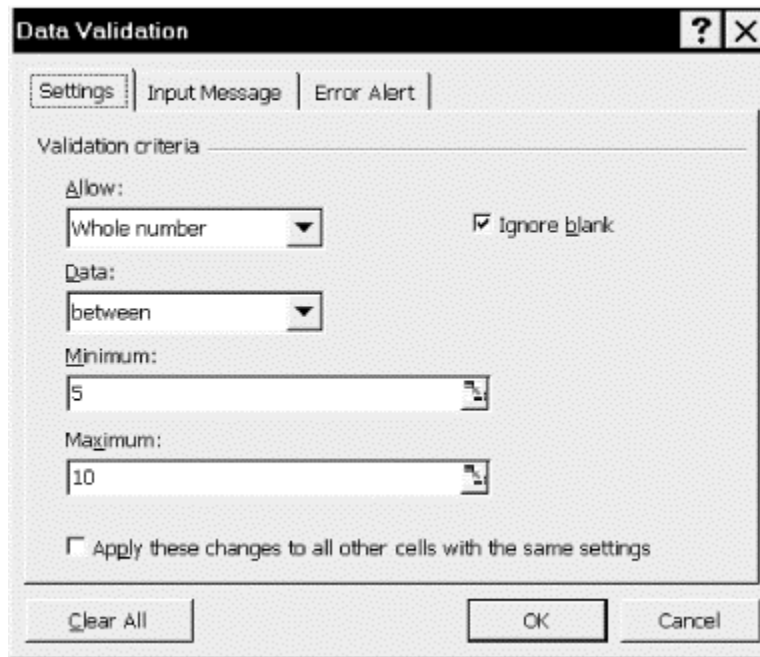 Data Validation ? X
Settings Input Message Error Alert
Validation criteria
Allow:
Whole number Ignore blank
Data:
between
Minimum:
5
Maximum:
10
Apply these changes to all other cells with the same settings
Clear All OK Cancel